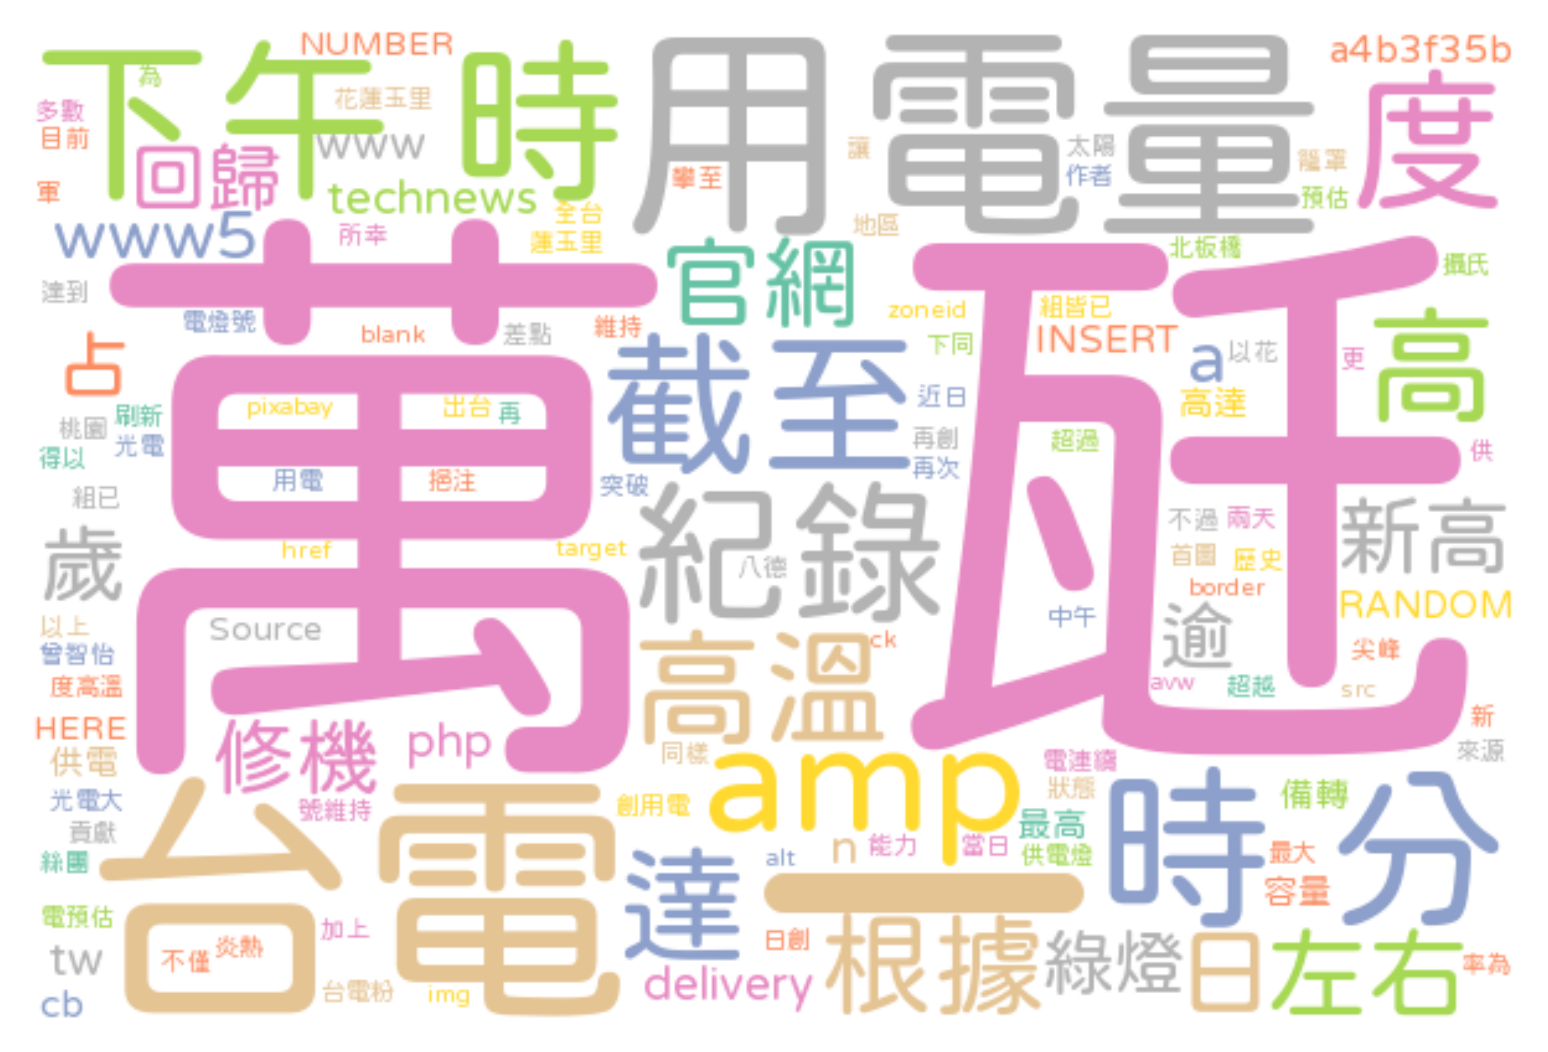 下午時
NUMBER
為
多數
目前
軍
花蓮玉里
www
回歸
technews
www5
全台
蓮玉里
所幸
用電量
攀至
讓
地區
太陽
作者
籠罩
預估
a4b3f35b
度
萬
瓩
達到
電燈號
blank
差點
維持
官網
zoneid
下同
組皆已
INSERT
北板橋
攝氏
a
以花
更
高
高達
占
刷新
桃園
光電
得以
組已
pixabay
出台
再
用電
挹注
截至
近日
再創
再次
突破
超過
供
紀錄
八德
href
target
不過
兩天
首圖
歷史
border
新高
RANDOM
歲
Source
以上
曾智怡
度高溫
中午
逾
尖峰
avw
超越
src
高溫
ck
HERE
供電
修機
php
同樣
amp
電連續
狀態
新
來源
光電大
貢獻
絲團
號維持
創用電
台電
最高
供電燈
n
能力
當日
alt
時分
備轉
最大
容量
達
一
電預估
tw
cb
不僅
炎熱
加上
台電粉
img
delivery
日創
根據
綠燈
日
左右
率為